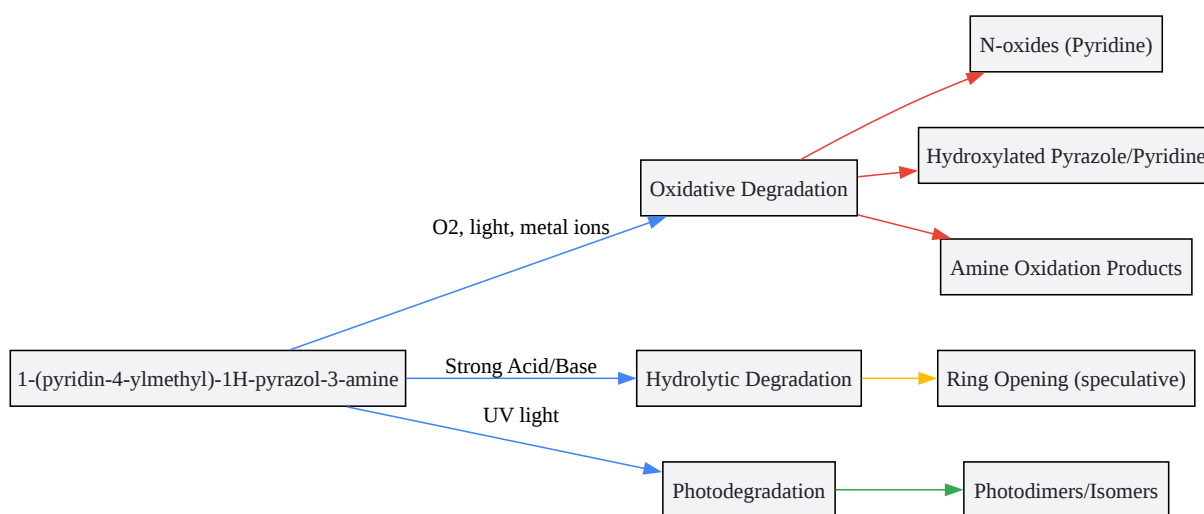 N-oxides (Pyridine)
Hydroxylated Pyrazole/Pyridine
Oxidative Degradation
O2, light, metal ions
Amine Oxidation Products
1-(pyridin-4-ylmethyl)-1H-pyrazol-3-amine
Strong Acid/Base
Hydrolytic Degradation
Ring Opening (speculative)
UV light
Photodegradation
Photodimers/Isomers